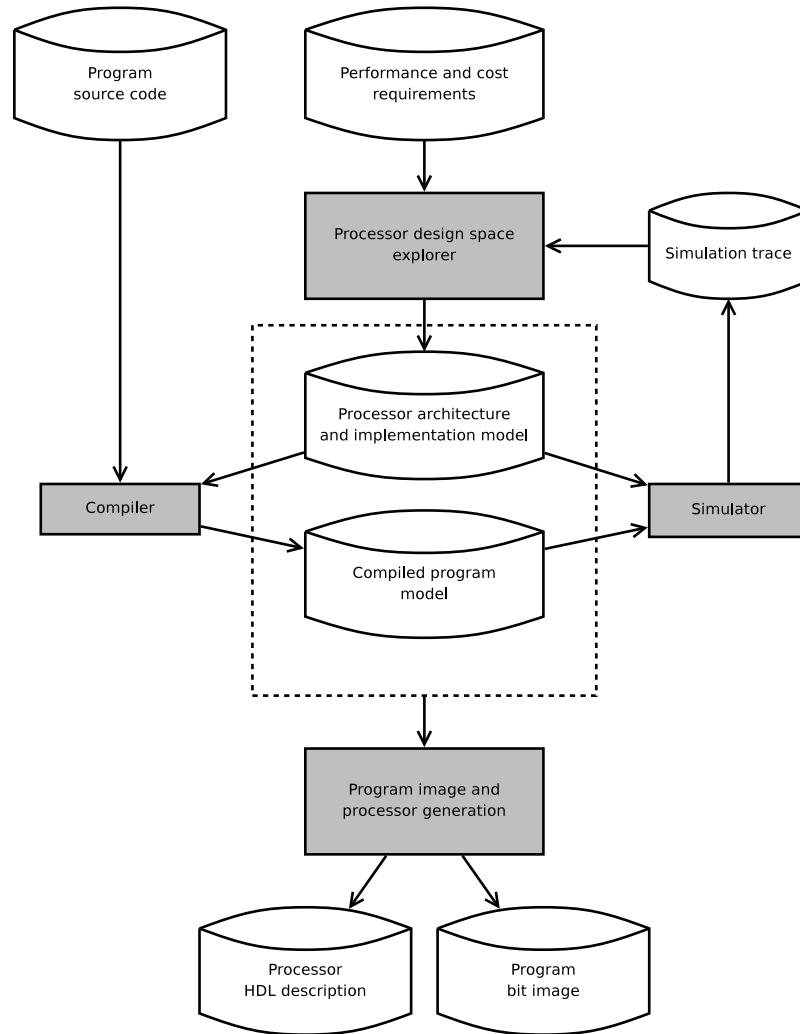 Program
source code
Performance and cost
requirements
Processor design space
explorer
Simulation trace
Processor architecture
and implementation model
Compiler
Simulator
Compiled program
model
Program image and
processor generation
Processor
HDL description
Program
bit image